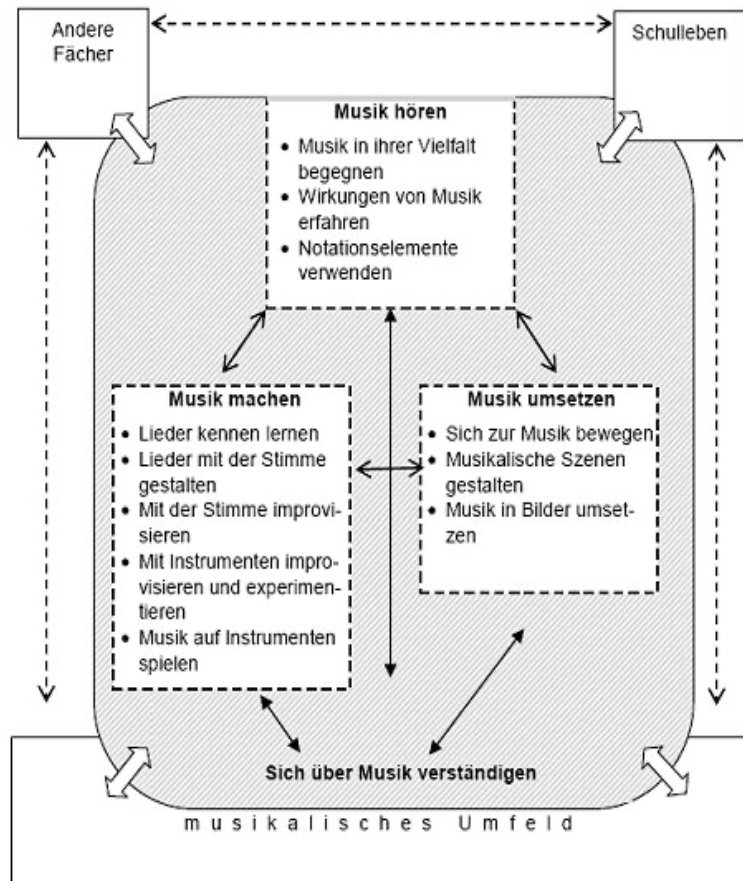 Andere
Fächer
Schulleben
Musik hören
• Musik in ihrer Vielfalt
begegnen
• Wirkungen von Musik
erfahren
• Notationselemente
verwenden
Musik machen
• Lieder kennen lernen
• Lieder mit der Stimme
gestalten
• Mit der Stimme improvi-
sieren
• Mit Instrumenten impro-
visieren und experimen-
tieren
• Musik auf Instrumenten
spielen
Musik umsetzen
• Sich zur Musik bewegen
• Musikalische Szenen
gestalten
• Musik in Bilder umset-
zen
Sich über Musik verständigen
musikalisches Umfeld